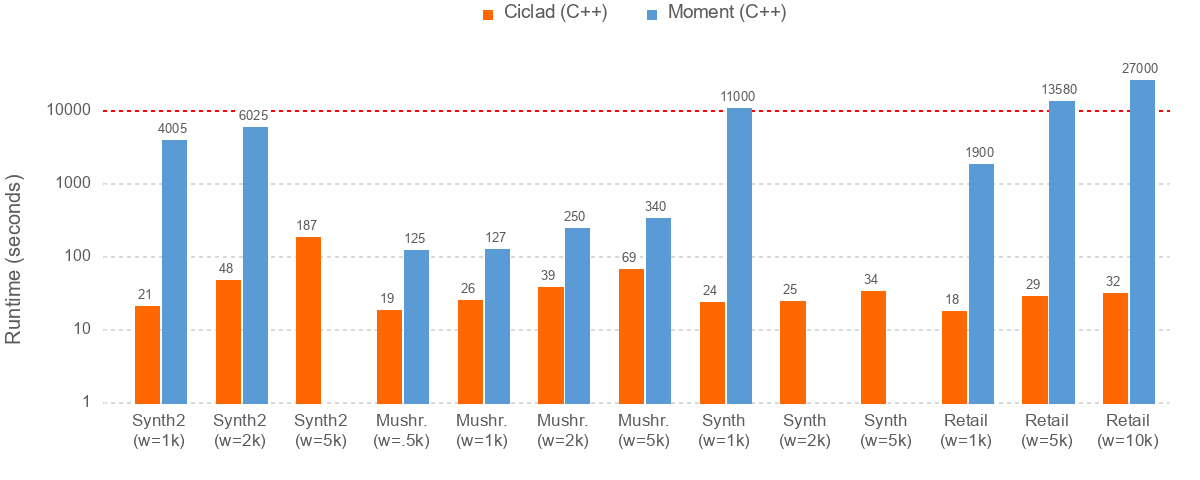 Ciclad (C++) Moment (C++)
Runtime (seconds)
10000
1000
100
10
1
21 4005
48 6025
187
19 125
26 127
39 250
69 340
24 11000
25
34
18 1900
29 13580
32 27000
Synth2 (w=1k)
Synth2 (w=2k)
Synth2 (w=5k)
Mushr. (w=.5k)
Mushr. (w=1k)
Mushr. (w=2k)
Mushr. (w=5k)
Synth (w=1k)
Synth (w=2k)
Synth (w=5k)
Retail (w=1k)
Retail (w=5k)
Retail (w=10k)